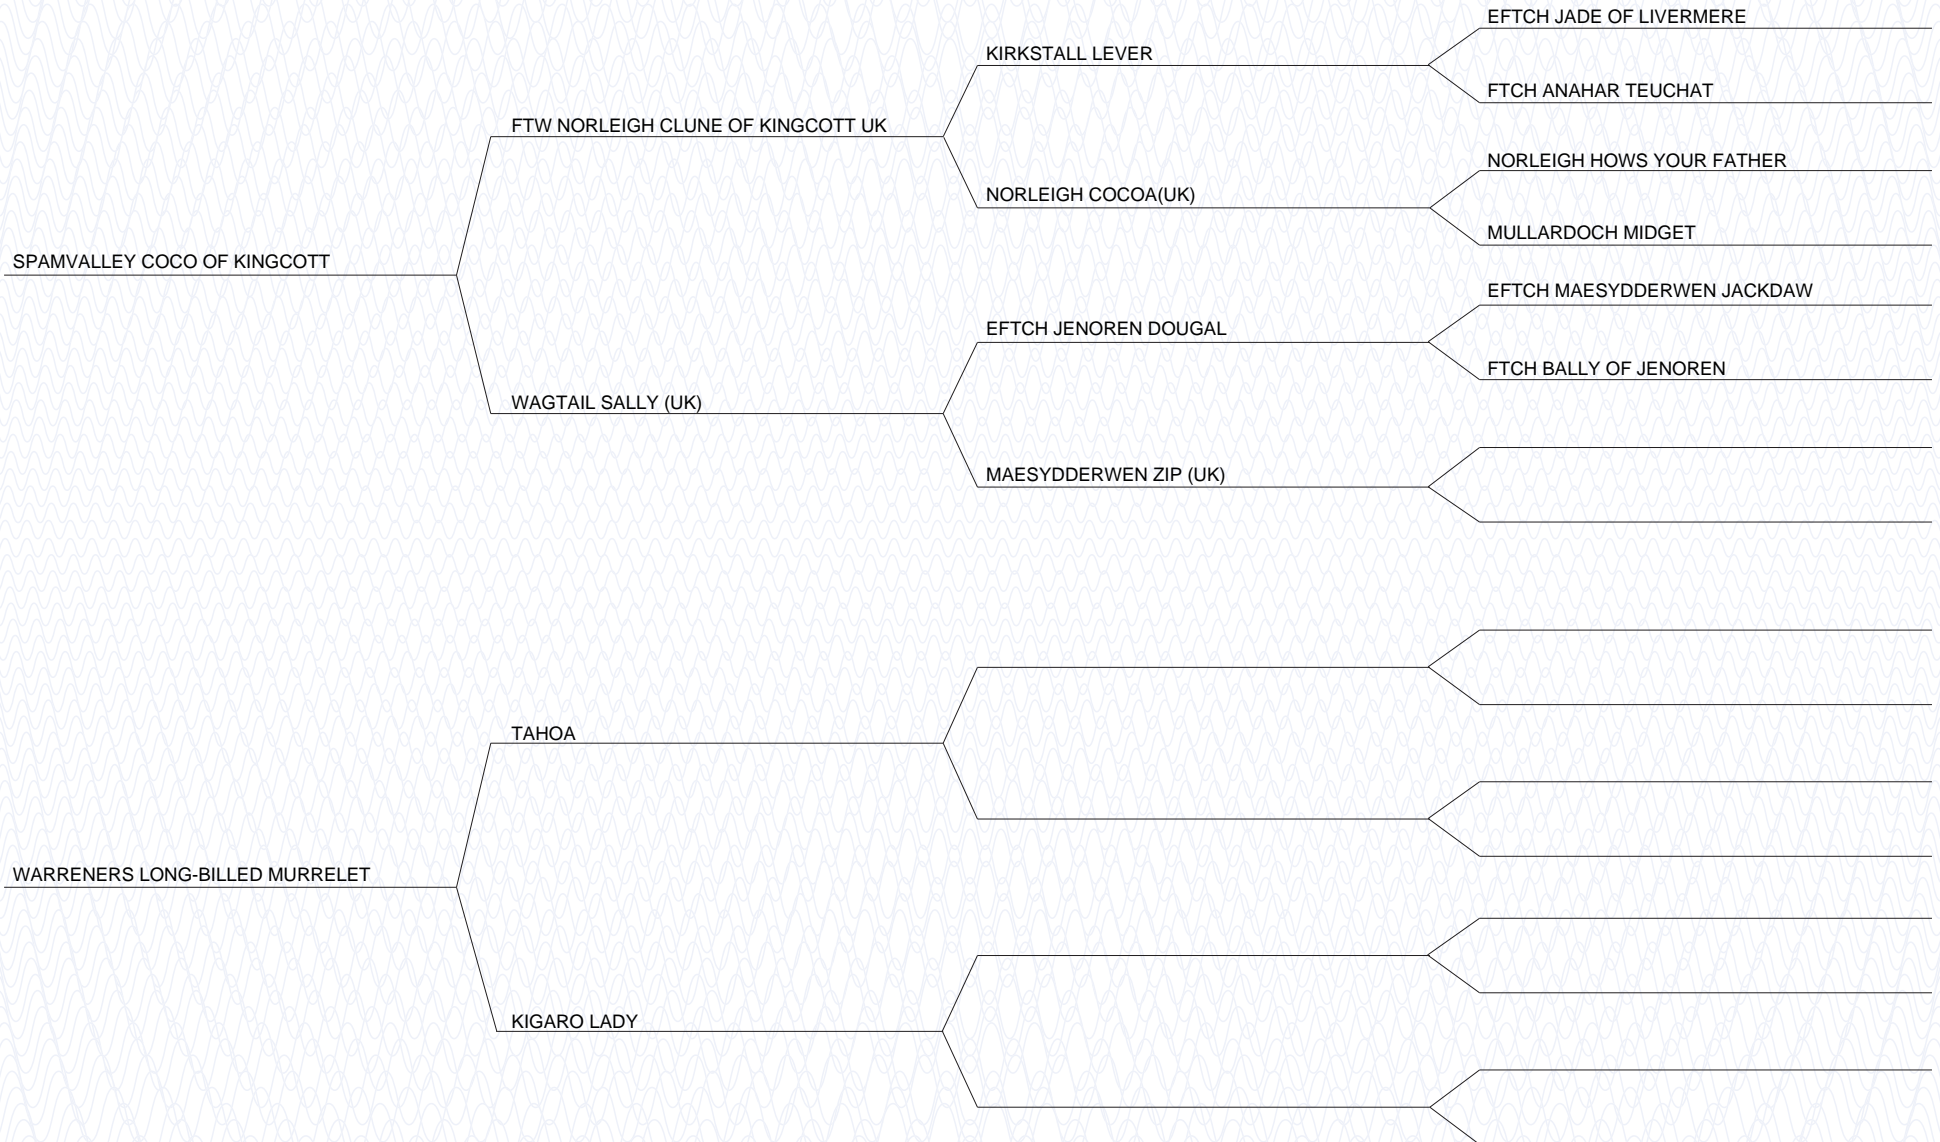 EFTCH JADE OF LIVERMERE
KIRKSTALL LEVER
FTCH ANAHAR TEUCHAT
FTW NORLEIGH CLUNE OF KINGCOTT UK
NORLEIGH HOWS YOUR FATHER
NORLEIGH COCOA(UK)
MULLARDOCH MIDGET
SPAMVALLEY COCO OF KINGCOTT
EFTCH MAESYDDERWEN JACKDAW
EFTCH JENOREN DOUGAL
FTCH BALLY OF JENOREN
WAGTAIL SALLY (UK)
MAESYDDERWEN ZIP (UK)
TAHOA
WARRENERS LONG-BILLED MURRELET
KIGARO LADY